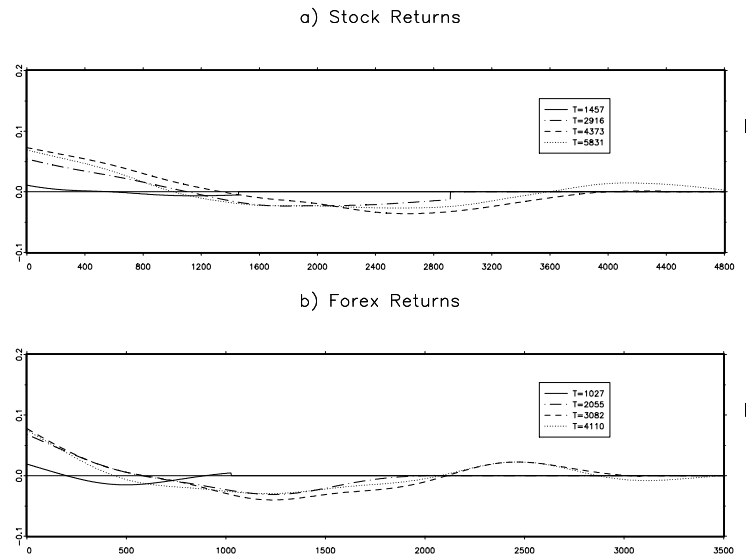 a) Stock Returns
0.2
0.1
0.0
-0.1
T=1457
T=2916
T=4373
T=5831
0 400 800 1200 1600 2000 2400 2800 3200 3600 4000 4400 4800
b) Forex Returns
0.2
0.1
0.0
-0.1
T=1027
T=2055
T=3082
T=4110
0 500 1000 1500 2000 2500 3000 3500